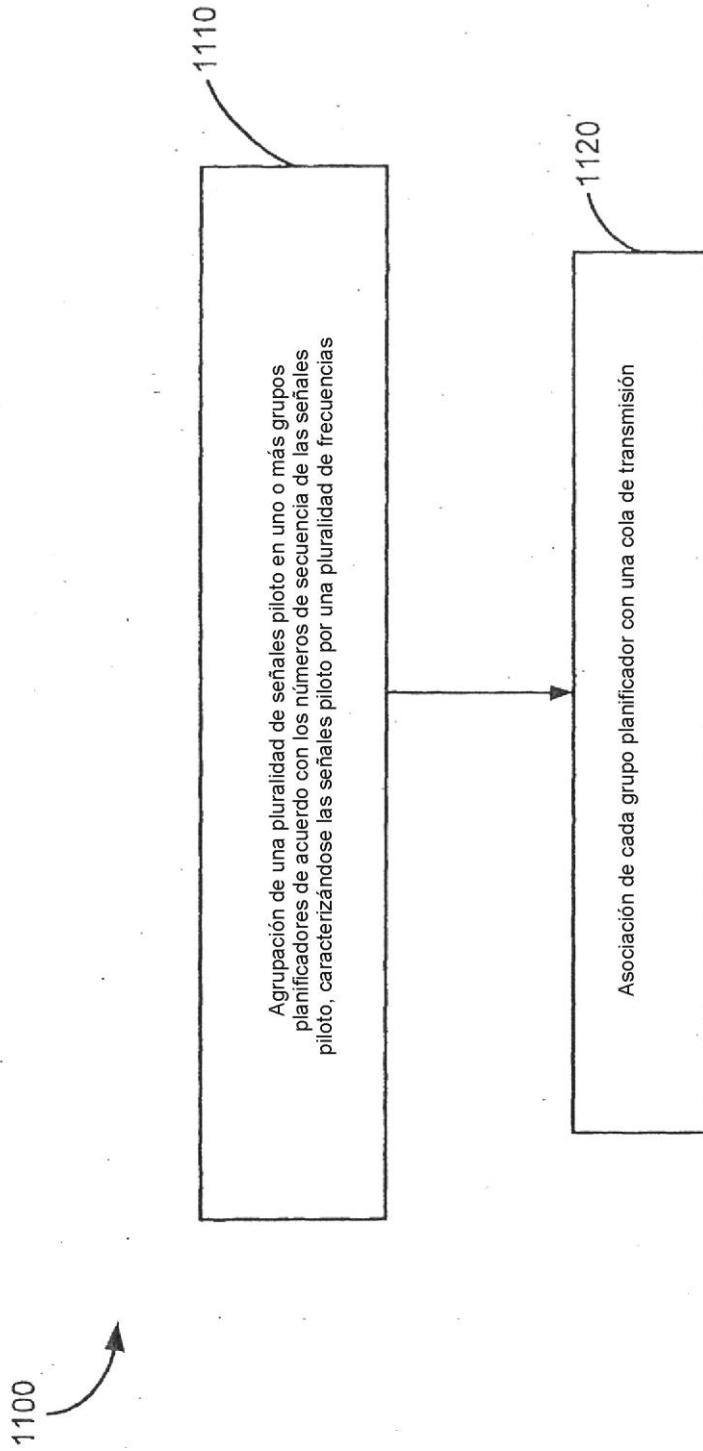 1100
1110
Agrupación de una pluralidad de señales piloto en uno o más grupos
planificadores de acuerdo con los números de secuencia de las señales
piloto, caracterizándose las señales piloto por una pluralidad de frecuencias
1120
Asociación de cada grupo planificador con una cola de transmisión